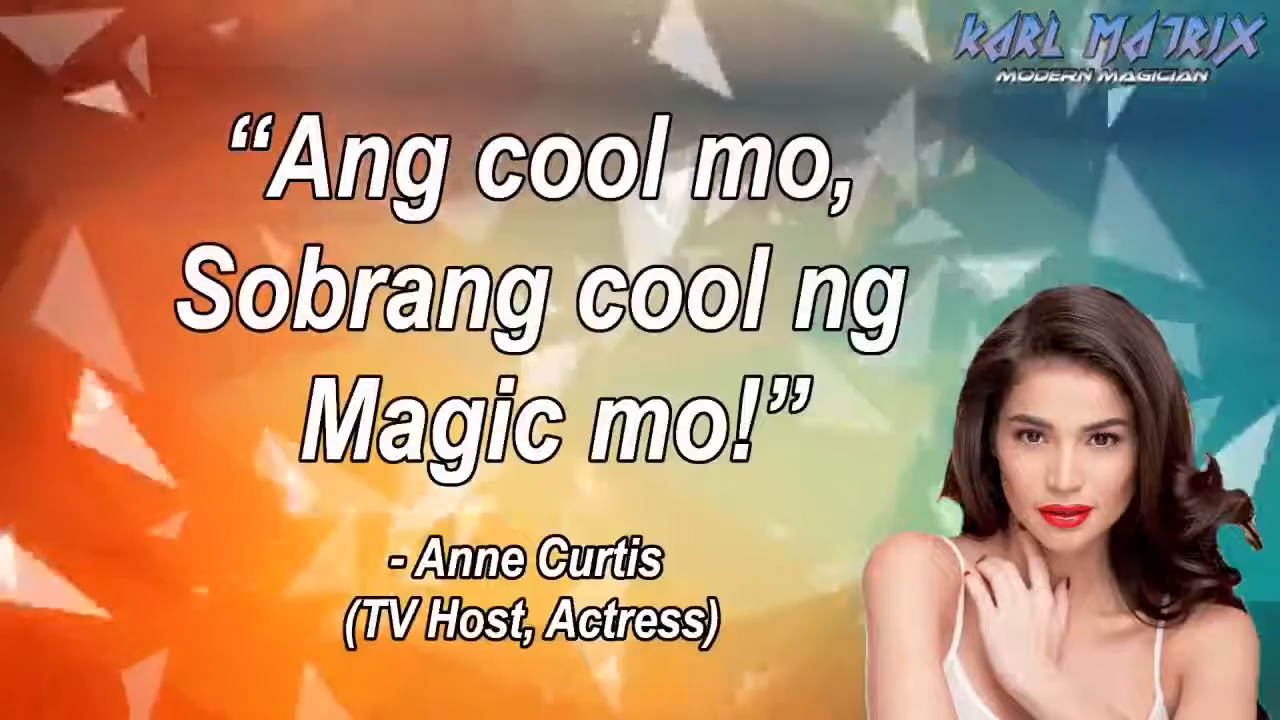 KARL MATRIX
MODERN MAGICIAN
“Ang cool mo,
Sobrang cool ng
Magic mo!”
- Anne Curtis
(TV Host, Actress)